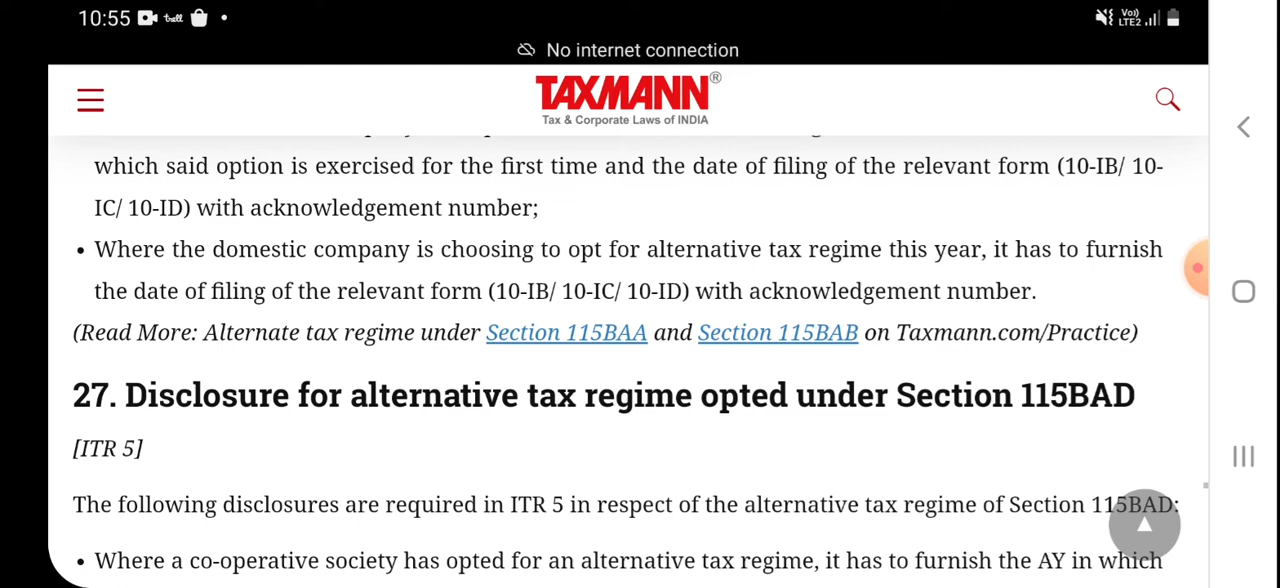 10:55 trell
Vo)) LTE2
No internet connection
TAXMANN®
Tax & Corporate Laws of INDIA
which said option is exercised for the first time and the date of filing of the relevant form (10-IB/ 10-
IC/ 10-ID) with acknowledgement number;
• Where the domestic company is choosing to opt for alternative tax regime this year, it has to furnish
the date of filing of the relevant form (10-IB/ 10-IC/ 10-ID) with acknowledgement number.
(Read More: Alternate tax regime under Section 115BAA and Section 115BAB on Taxmann.com/Practice)
27. Disclosure for alternative tax regime opted under Section 115BAD
[ITR 5]
The following disclosures are required in ITR 5 in respect of the alternative tax regime of Section 115BAD:
• Where a co-operative society has opted for an alternative tax regime, it has to furnish the AY in which